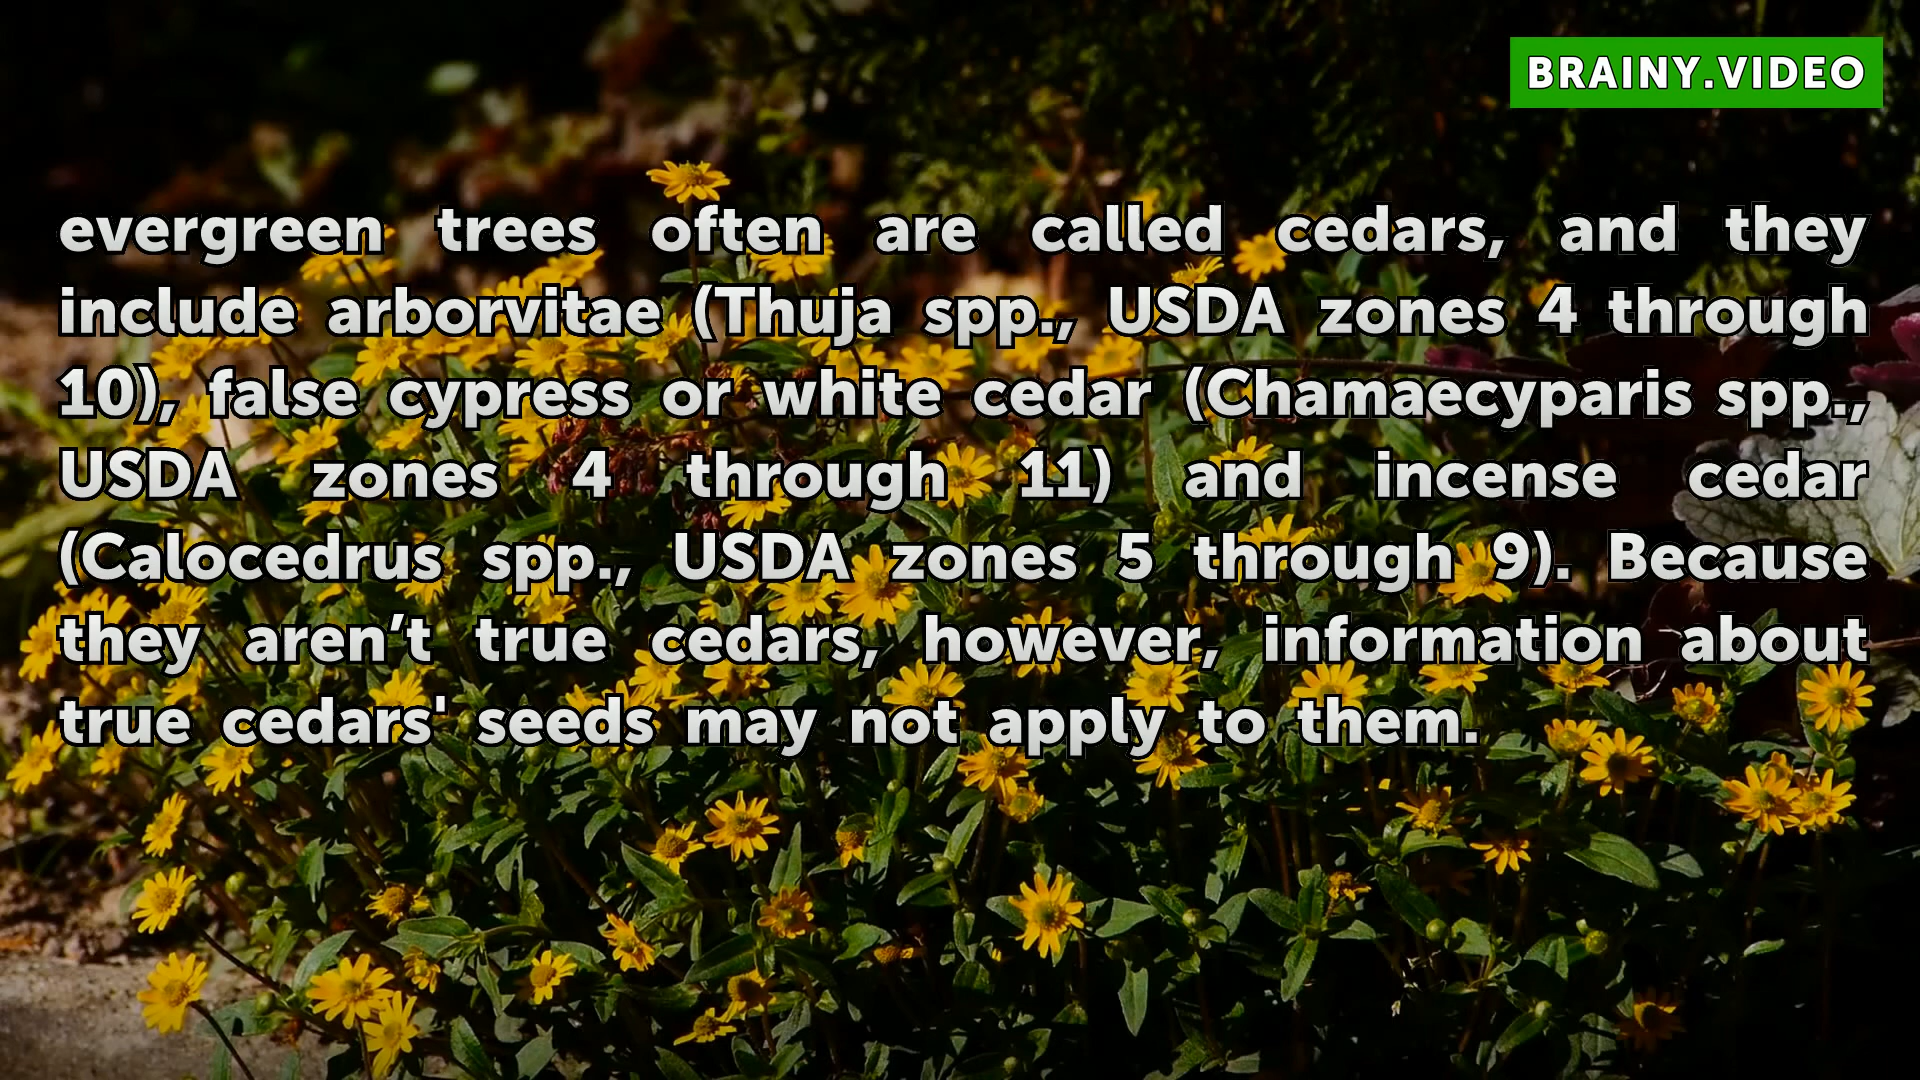 BRAINY.VIDEO
evergreen trees often are called cedars, and they
include arborvitae (Thuja spp., USDA zones 4 through
10), false cypress or white cedar (Chamaecyparis spp.,
USDA zones 4 through 11) and incense cedar
(Calocedrus spp., USDA zones 5 through 9). Because
they aren’t true cedars, however, information about
true cedars' seeds may not apply to them.